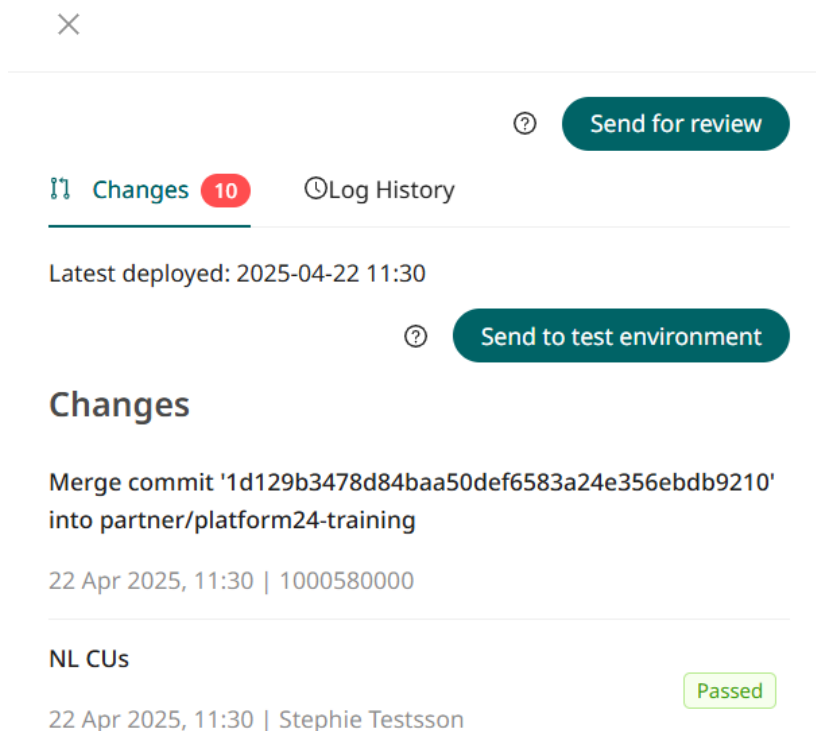 Send for review
Changes 10 Log History
Latest deployed: 2025-04-22 11:30
Send to test environment
Changes
Merge commit '1d129b3478d84baa50def6583a24e356ebdb9210'
into partner/platform24-training
22 Apr 2025, 11:30 | 1000580000
NL CUs
Passed
22 Apr 2025, 11:30 | Stephie Testsson